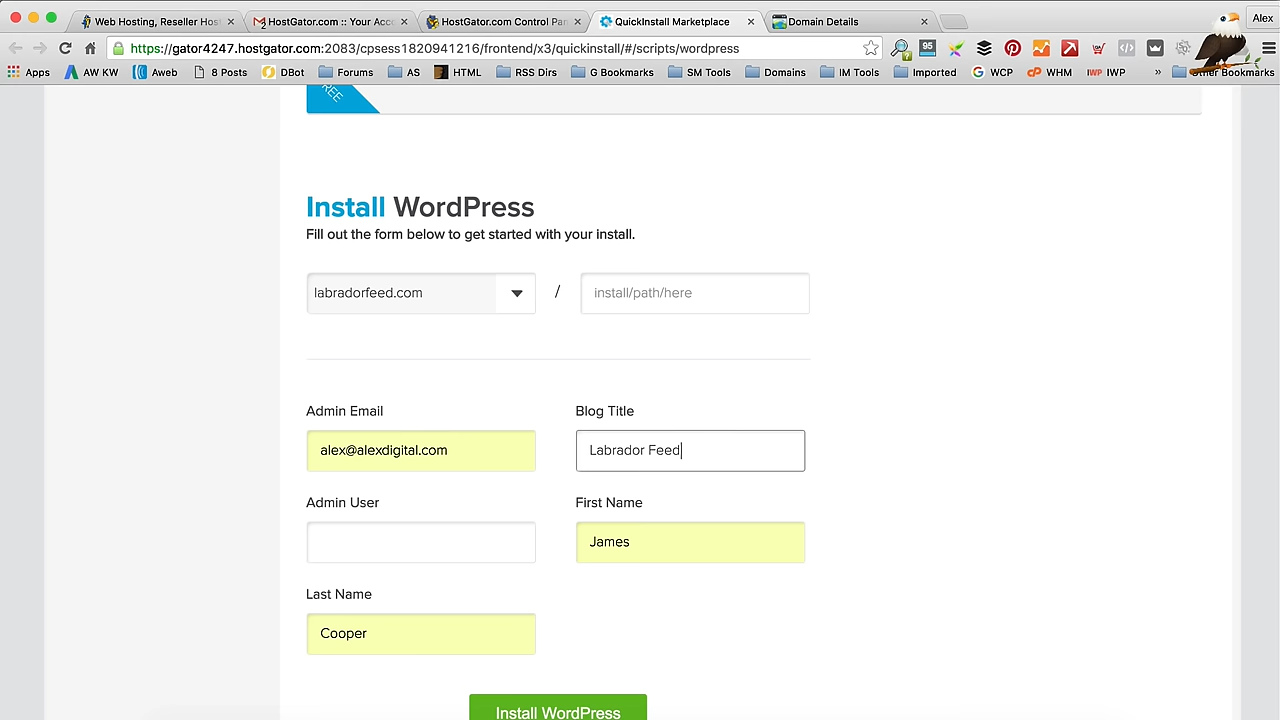 Web Hosting, Reseller Hos
HostGator.com :: Your Acc
HostGator.com Control Pan
QuickInstall Marketplace
Domain Details
Alex
https://gator4247.hostgator.com:2083/cpsess1820941216/frontend/x3/quickinstall/#/scripts/wordpress
95
?
Apps
AW KW
Aweb
8 Posts
DBot
Forums
AS
HTML
RSS Dirs
G Bookmarks
SM Tools
Domains
IM Tools
Imported
WCP
WHM
IWP
IWP
»
Other Bookmarks
FREE
Install WordPress
Fill out the form below to get started with your install.
labradorfeed.com
/
install/path/here
Admin Email
Blog Title
alex@alexdigital.com
Labrador Feed
Admin User
First Name
James
Last Name
Cooper
Install WordPress